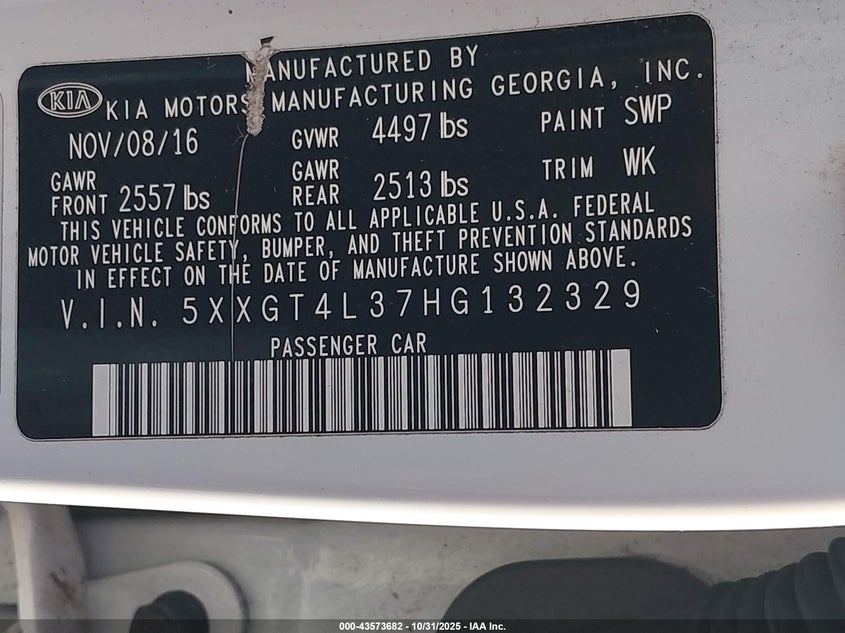 MANUFACTURED BY
KIA KIA MOTORS MANUFACTURING GEORGIA, INC.
NOV/08/16 GVWR 4497 lbs PAINT SWP
GAWR FRONT 2557 lbs GAWR REAR 2513 lbs TRIM WK
THIS VEHICLE CONFORMS TO ALL APPLICABLE U.S.A. FEDERAL
MOTOR VEHICLE SAFETY, BUMPER, AND THEFT PREVENTION STANDARDS
IN EFFECT ON THE DATE OF MANUFACTURE SHOWN ABOVE.
V.I.N. 5XXGT4L37HG132329
PASSENGER CAR
000-43573682 - 10/31/2025 - IAA Inc.